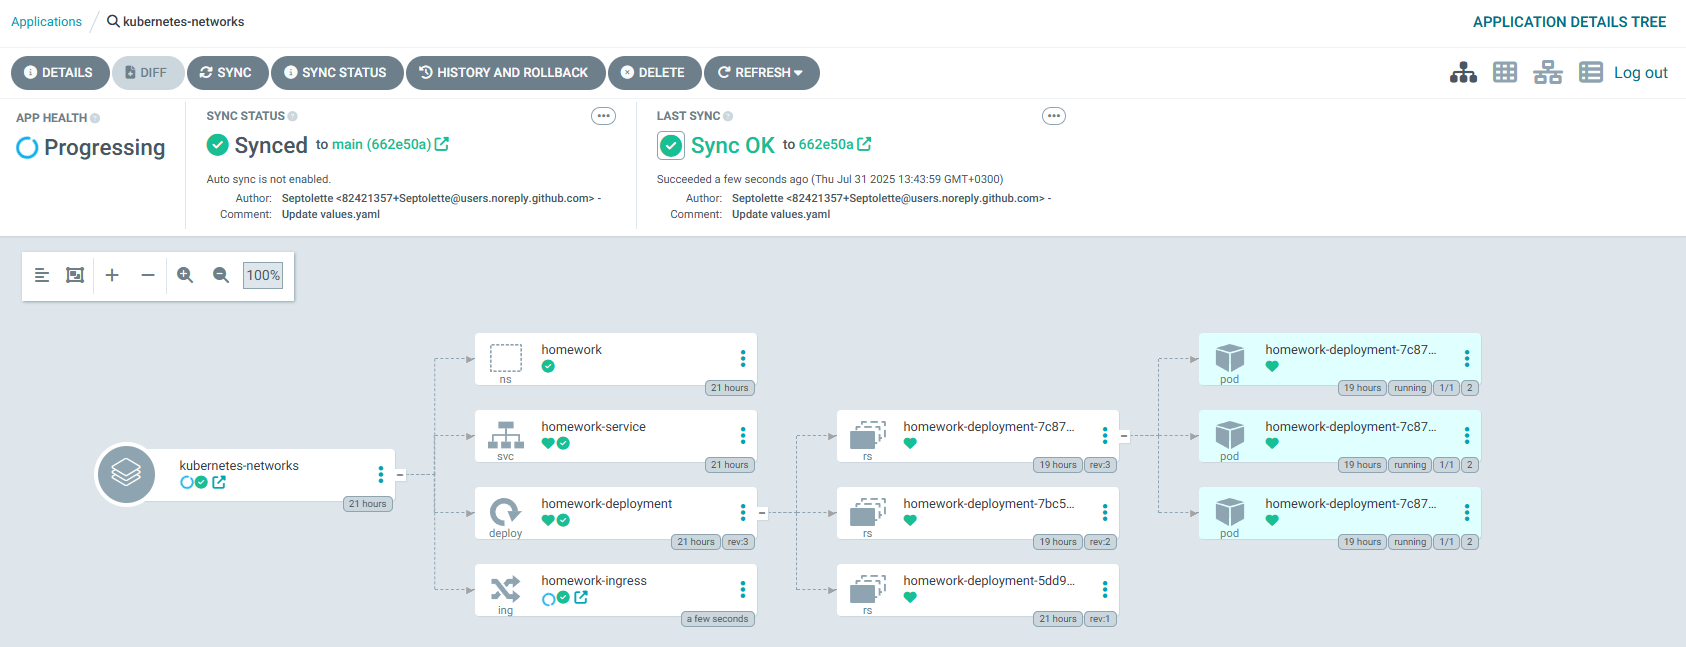 Applications / kubernetes-networks
APPLICATION DETAILS TREE
DETAILS
DIFF
SYNC
SYNC STATUS
HISTORY AND ROLLBACK
DELETE
REFRESH
Log out
APP HEALTH
Progressing
SYNC STATUS
Synced to main (662e50a)
Auto sync is not enabled.
Author: Septolette <82421357+Septolette@users.noreply.github.com> -
Comment: Update values.yaml
LAST SYNC
Sync OK to 662e50a
Succeeded a few seconds ago (Thu Jul 31 2025 13:43:59 GMT+0300)
Author: Septolette <82421357+Septolette@users.noreply.github.com> -
Comment: Update values.yaml
100%
kubernetes-networks
21 hours
homework
ns
21 hours
homework-service
svc
21 hours
homework-deployment
deploy
21 hours rev:3
homework-ingress
ing
a few seconds
homework-deployment-7c87...
rs
19 hours rev:3
homework-deployment-7bc5...
rs
19 hours rev:2
homework-deployment-5dd9...
rs
21 hours rev:1
homework-deployment-7c87...
pod
19 hours running 1/1 2
homework-deployment-7c87...
pod
19 hours running 1/1 2
homework-deployment-7c87...
pod
19 hours running 1/1 2